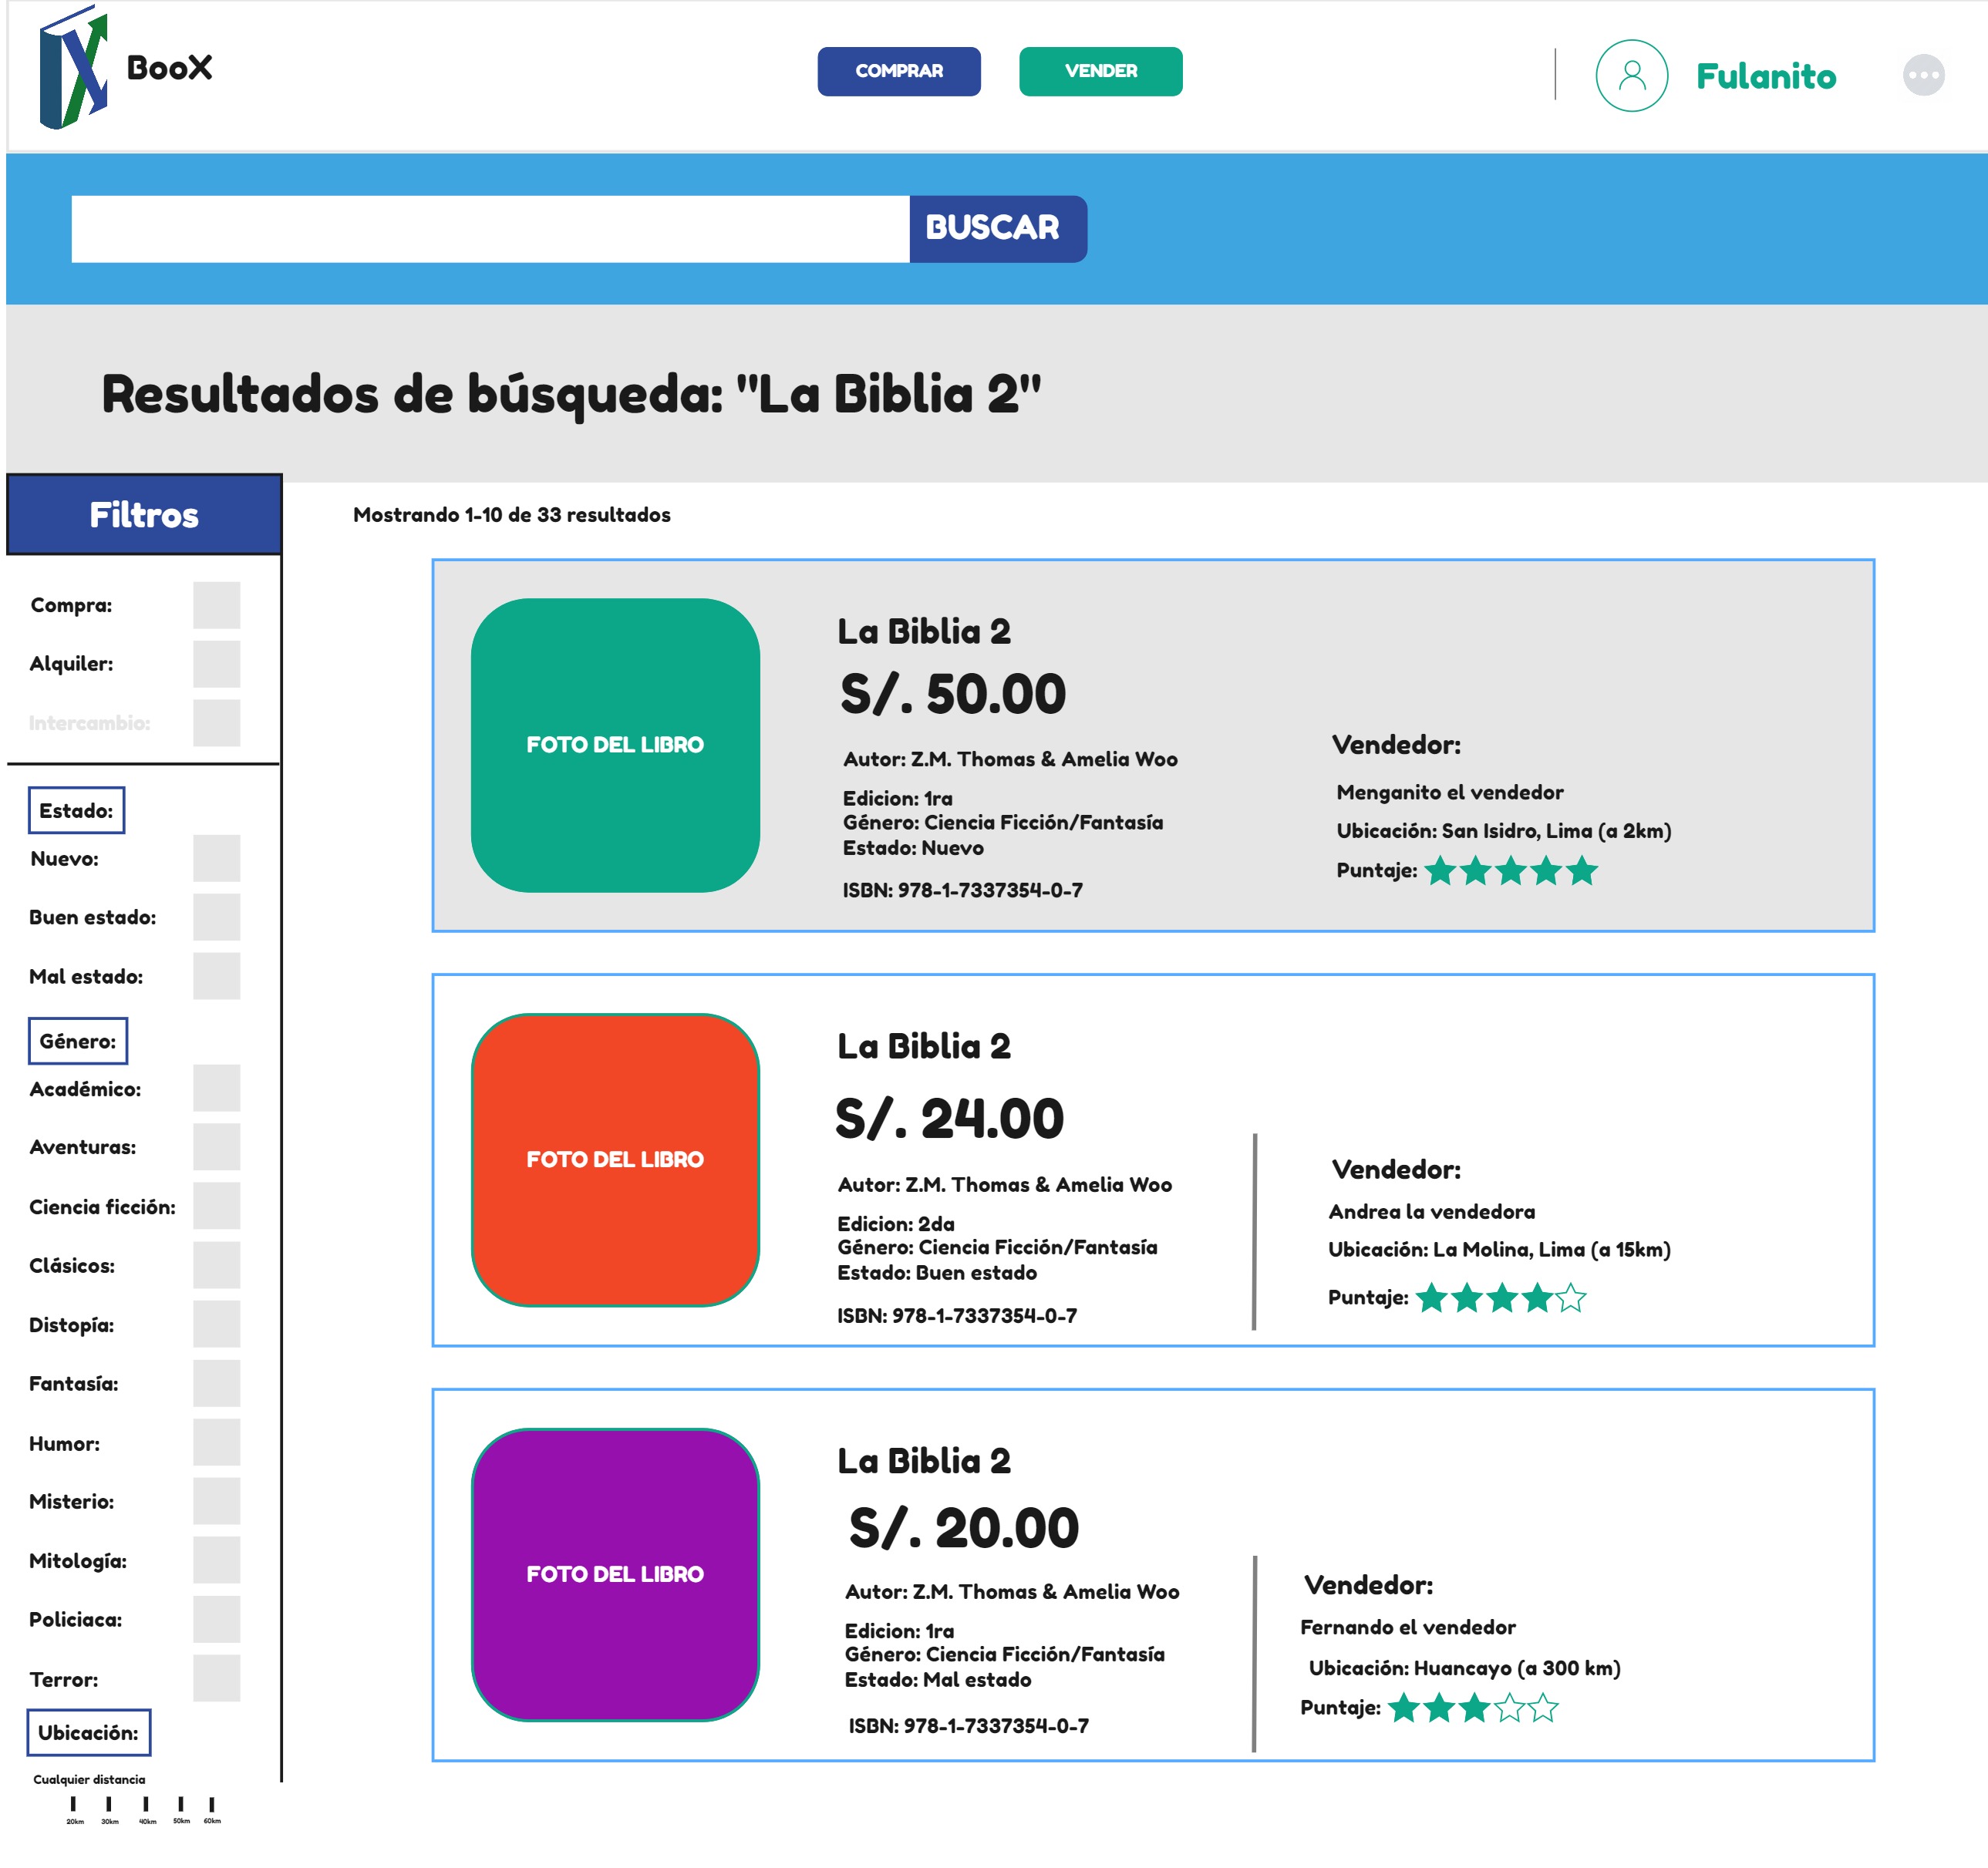 BooX
COMPRAR
VENDER
Fulanito
BUSCAR
Resultados de búsqueda: "La Biblia 2"
Filtros
Compra:
Alquiler:
Intercambio:
Estado:
Nuevo:
Buen estado:
Mal estado:
Género:
Académico:
Aventuras:
Ciencia ficción:
Clásicos:
Distopía:
Fantasía:
Humor:
Misterio:
Mitología:
Policiaca:
Terror:
Ubicación:
Cualquier distancia
20km 30km 40km 50km 60km
Mostrando 1-10 de 33 resultados
FOTO DEL LIBRO
La Biblia 2
S/. 50.00
Autor: Z.M. Thomas & Amelia Woo
Edicion: 1ra
Género: Ciencia Ficción/Fantasía
Estado: Nuevo
ISBN: 978-1-7337354-0-7
Vendedor:
Menganito el vendedor
Ubicación: San Isidro, Lima (a 2km)
Puntaje:
FOTO DEL LIBRO
La Biblia 2
S/. 24.00
Autor: Z.M. Thomas & Amelia Woo
Edicion: 2da
Género: Ciencia Ficción/Fantasía
Estado: Buen estado
ISBN: 978-1-7337354-0-7
Vendedor:
Andrea la vendedora
Ubicación: La Molina, Lima (a 15km)
Puntaje:
FOTO DEL LIBRO
La Biblia 2
S/. 20.00
Autor: Z.M. Thomas & Amelia Woo
Edicion: 1ra
Género: Ciencia Ficción/Fantasía
Estado: Mal estado
ISBN: 978-1-7337354-0-7
Vendedor:
Fernando el vendedor
Ubicación: Huancayo (a 300 km)
Puntaje: